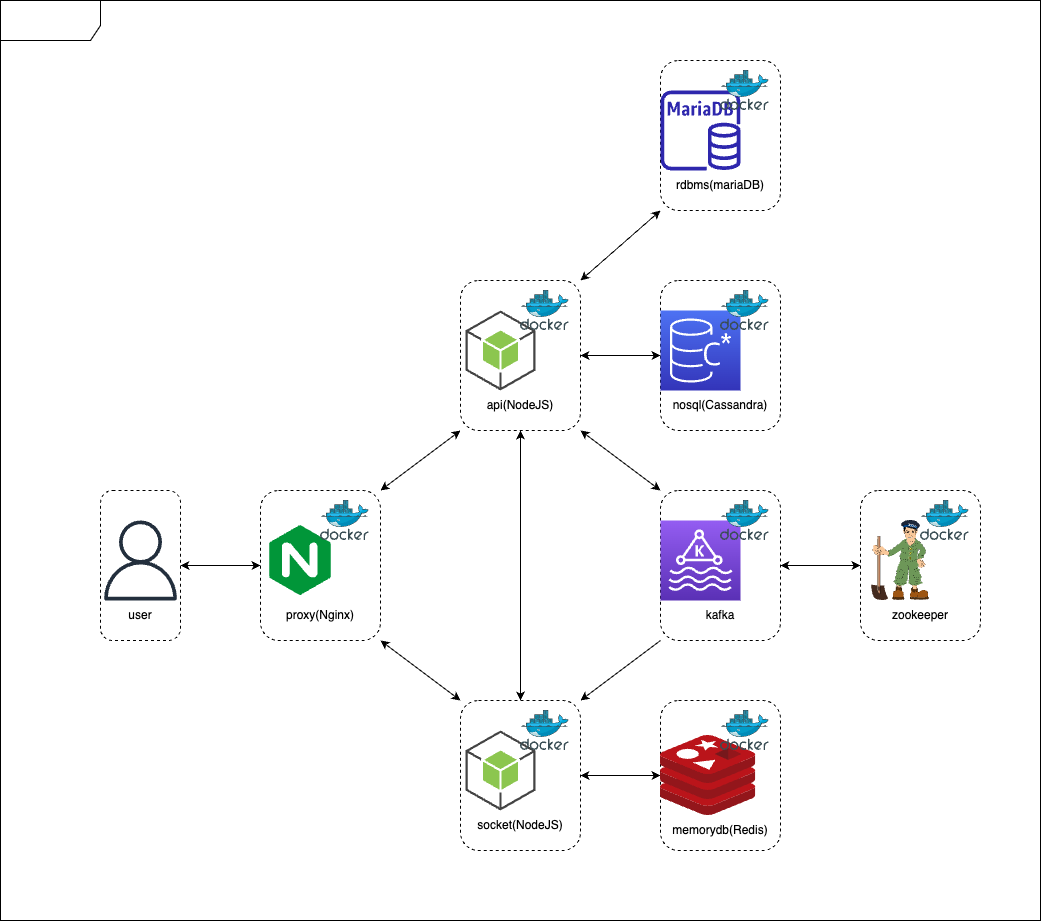 docker
MariaDB
rdbms(mariaDB)
docker
api(NodeJS)
docker
C*
nosql(Cassandra)
user
docker
N
proxy(Nginx)
docker
K
kafka
docker
zookeeper
docker
socket(NodeJS)
docker
memorydb(Redis)